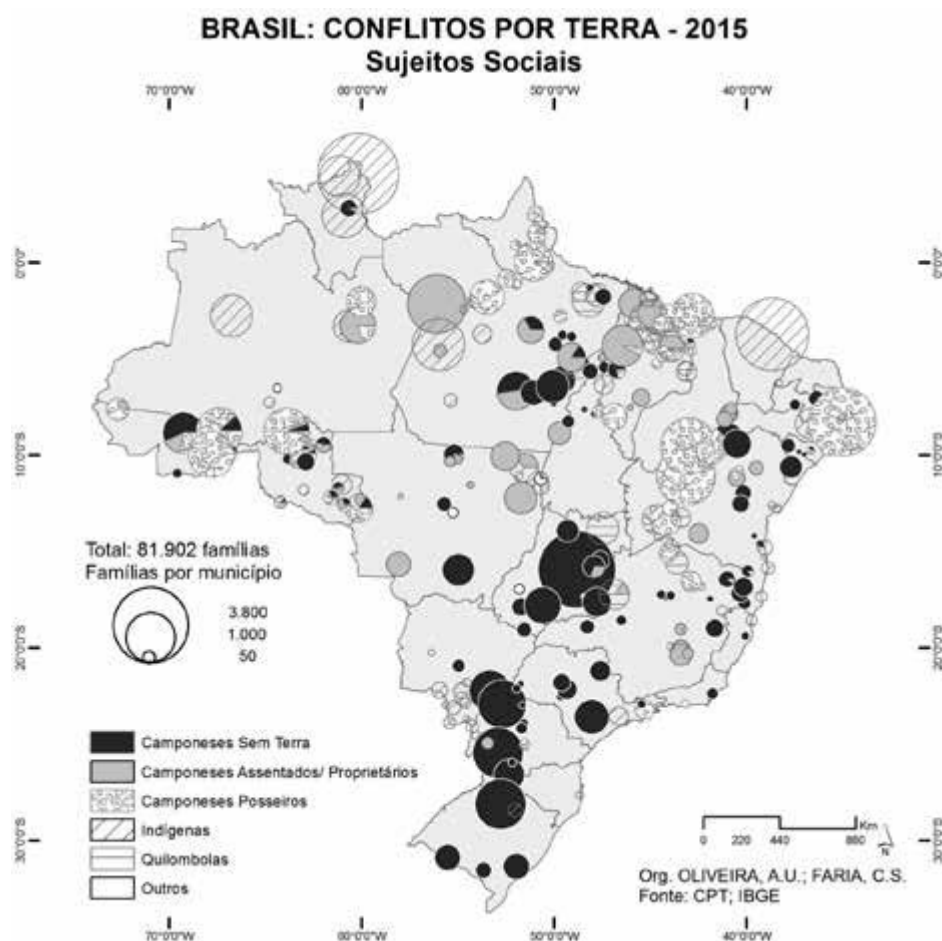 BRASIL: CONFLITOS POR TERRA - 2015
Sujeitos Sociais
70°0'0"W 60°0'0"W 50°0'0"W 40°0'0"W
0°0'0" 0°0'0"
10°0'0"S 10°0'0"S
Total: 81.902 famílias
Famílias por município
3.800
1.000
50
20°0'0"S 20°0'0"S
Camponeses Sem Terra
Camponeses Assentados/ Proprietários
Camponeses Posseiros
Indígenas
Quilombolas
Outros
Km
0 220 440 880
N
30°0'0"S 30°0'0"S
Org. OLIVEIRA, A.U.; FARIA, C.S.
Fonte: CPT; IBGE
70°0'0"W 60°0'0"W 50°0'0"W 40°0'0"W